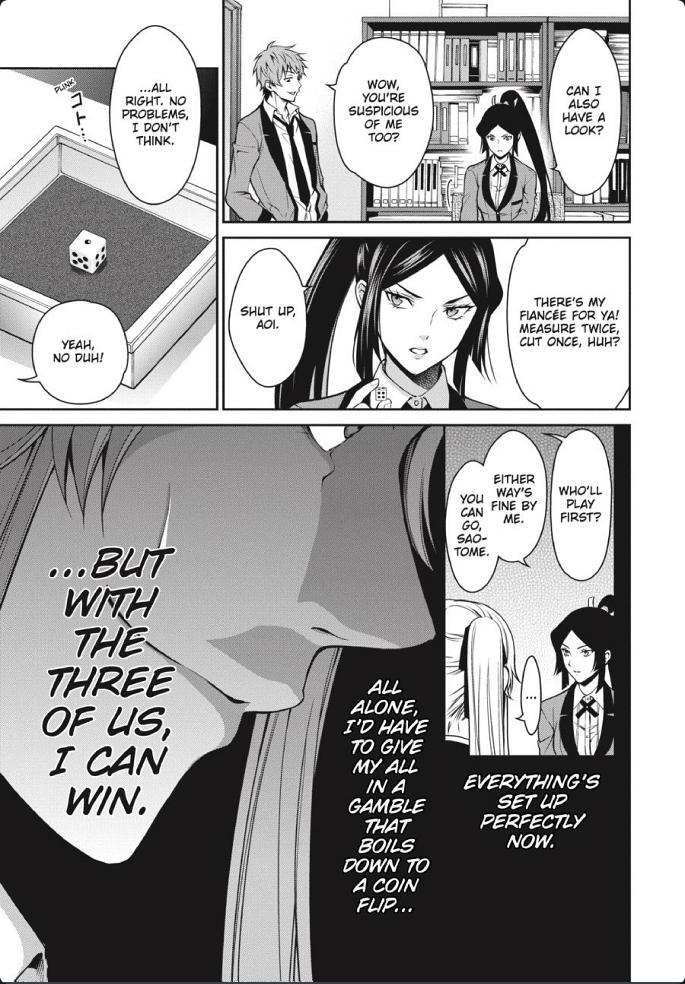 CAN I
ALSO
HAVE A
LOOK?
WOW,
YOU'RE
SUSPICIOUS
OF ME
TOO?
...ALL
RIGHT. NO
PROBLEMS,
I DON'T
THINK.
PLINK
コト...
YEAH,
NO DUH!
THERE'S MY
FIANCÉE FOR YA!
MEASURE TWICE,
CUT ONCE, HUH?
SHUT UP,
AOI.
WHO'LL
PLAY
FIRST?
EITHER
WAY'S
FINE BY
ME.
YOU
CAN
GO,
SAO-
TOME.
...
EVERYTHING'S
SET UP
PERFECTLY
NOW.
ALL
ALONE,
I'D HAVE
TO GIVE
MY ALL
IN A
GAMBLE
THAT
BOILS
DOWN TO
A COIN
FLIP...
...BUT
WITH
THE
THREE
OF US,
I CAN
WIN.